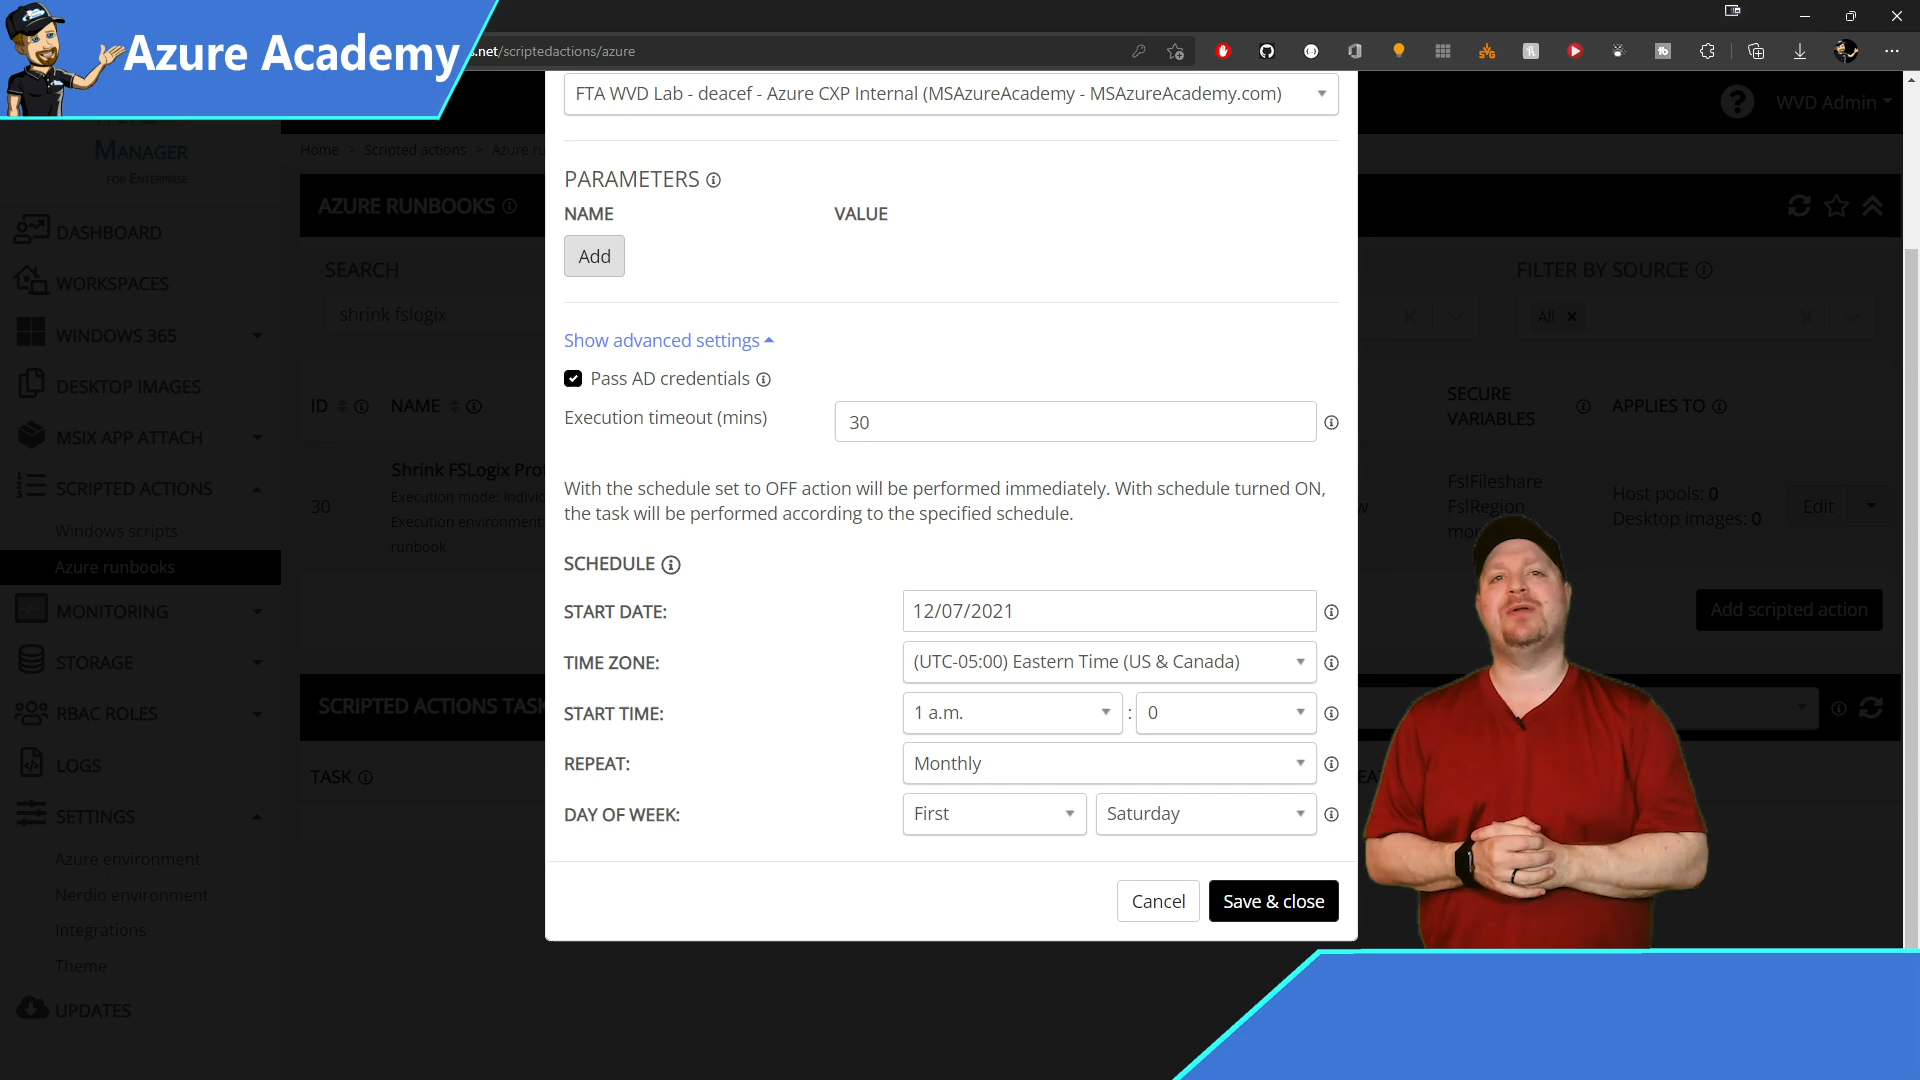 Azure Academy
.net/scriptedactions/azure
FTA WVD Lab - deacef - Azure CXP Internal (MSAzureAcademy - MSAzureAcademy.com)
WVD Admin
MANAGER
FOR ENTERPRISE
Home > Scripted actions > Azure ru
PARAMETERS
NAME VALUE
Add
AZURE RUNBOOKS
DASHBOARD
WORKSPACES
WINDOWS 365
DESKTOP IMAGES
MSIX APP ATTACH
SCRIPTED ACTIONS
Windows scripts
Azure runbooks
MONITORING
STORAGE
RBAC ROLES
LOGS
SETTINGS
Azure environment
Nerdio environment
Integrations
Theme
UPDATES
SEARCH
shrink fslogix
FILTER BY SOURCE
All
ID NAME
SECURE
VARIABLES
APPLIES TO
30
Shrink FSLogix Pro
Execution mode: Individ
Execution environment:
runbook
FslFileshare
FslRegion
Host pools: 0
Desktop images: 0
Edit
Add scripted action
SCRIPTED ACTIONS TASK
TASK
Show advanced settings
Pass AD credentials
Execution timeout (mins) 30
With the schedule set to OFF action will be performed immediately. With schedule turned ON,
the task will be performed according to the specified schedule.
SCHEDULE
START DATE: 12/07/2021
TIME ZONE: (UTC-05:00) Eastern Time (US & Canada)
START TIME: 1 a.m. : 0
REPEAT: Monthly
DAY OF WEEK: First Saturday
Cancel Save & close